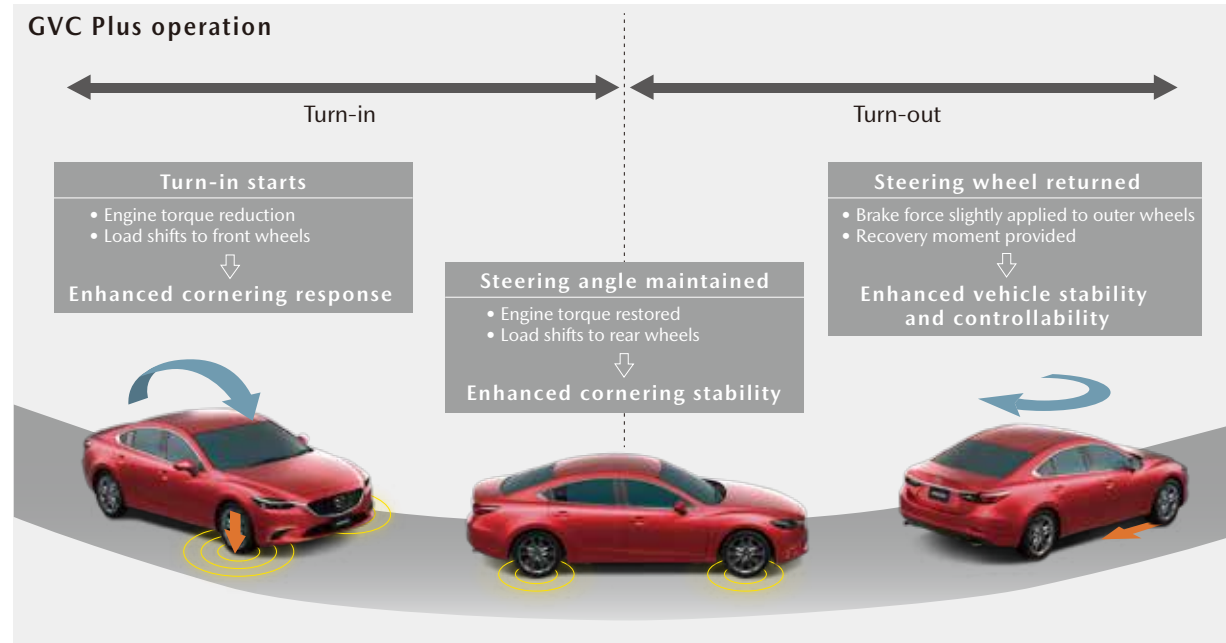 GVC Plus operation
Turn-in
Turn-out
Turn-in starts
• Engine torque reduction
• Load shifts to front wheels
Enhanced cornering response
Steering angle maintained
• Engine torque restored
• Load shifts to rear wheels
Enhanced cornering stability
Steering wheel returned
• Brake force slightly applied to outer wheels
• Recovery moment provided
Enhanced vehicle stability
and controllability